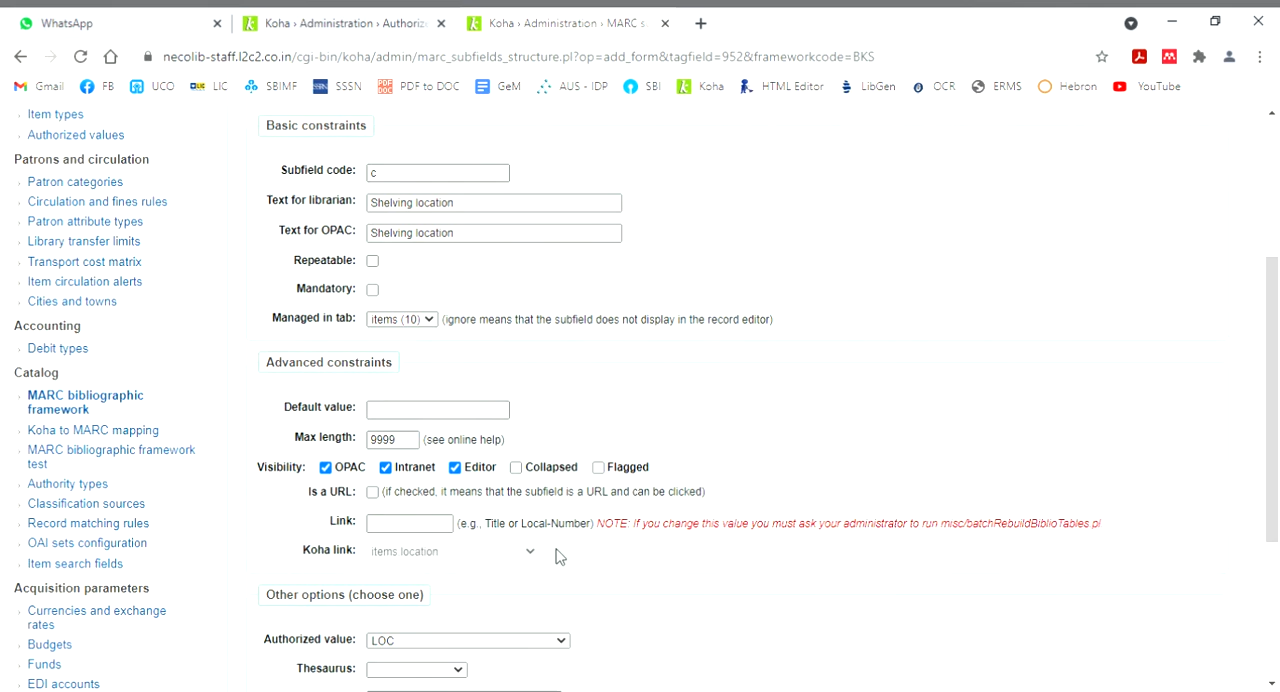 WhatsApp
Koha › Administration › Authoriz
Koha › Administration › MARC s
necolib-staff.l2c2.co.in/cgi-bin/koha/admin/marc_subfields_structure.pl?op=add_form&tagfield=952&frameworkcode=BKS
Gmail FB UCO LIC SBIMF SSSN PDF to DOC GeM AUS - IDP SBI Koha HTML Editor LibGen OCR ERMS Hebron YouTube
Item types
Authorized values
Patrons and circulation
Patron categories
Circulation and fines rules
Patron attribute types
Library transfer limits
Transport cost matrix
Item circulation alerts
Cities and towns
Accounting
Debit types
Catalog
MARC bibliographic
framework
Koha to MARC mapping
MARC bibliographic framework
test
Authority types
Classification sources
Record matching rules
OAI sets configuration
Item search fields
Acquisition parameters
Currencies and exchange
rates
Budgets
Funds
EDI accounts
Basic constraints
Subfield code: c
Text for librarian: Shelving location
Text for OPAC: Shelving location
Repeatable:
Mandatory:
Managed in tab: items (10) (ignore means that the subfield does not display in the record editor)
Advanced constraints
Default value:
Max length: 9999 (see online help)
Visibility: OPAC Intranet Editor Collapsed Flagged
Is a URL: (if checked, it means that the subfield is a URL and can be clicked)
Link: (e.g., Title or Local-Number) NOTE: If you change this value you must ask your administrator to run misc/batchRebuildBiblioTables.pl
Koha link: items location
Other options (choose one)
Authorized value: LOC
Thesaurus: